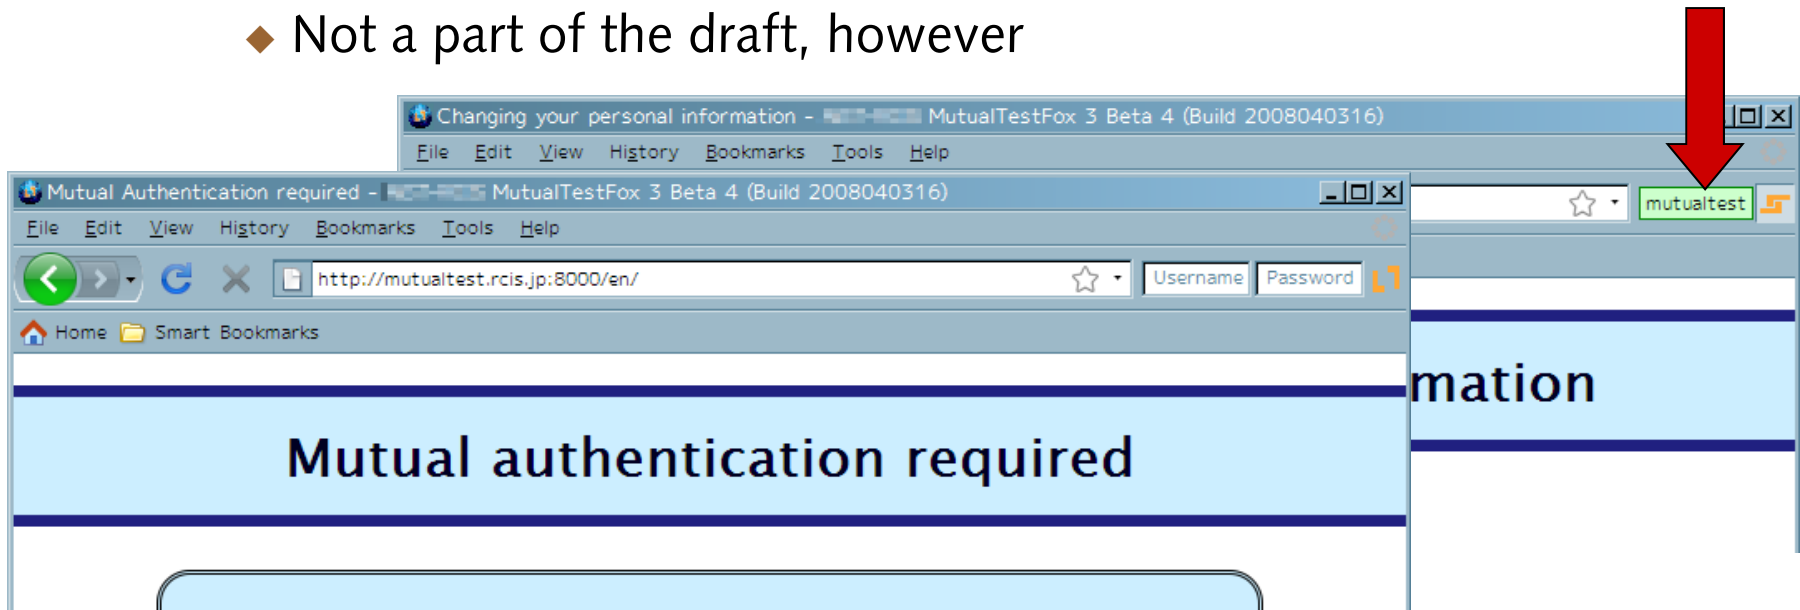 Not a part of the draft, however
Changing your personal information - MutualTestFox 3 Beta 4 (Build 2008040316)
File Edit View History Bookmarks Tools Help
mutualtest
mation
Mutual Authentication required - MutualTestFox 3 Beta 4 (Build 2008040316)
File Edit View History Bookmarks Tools Help
http://mutualtest.rcis.jp:8000/en/ Username Password
Home Smart Bookmarks
Mutual authentication required